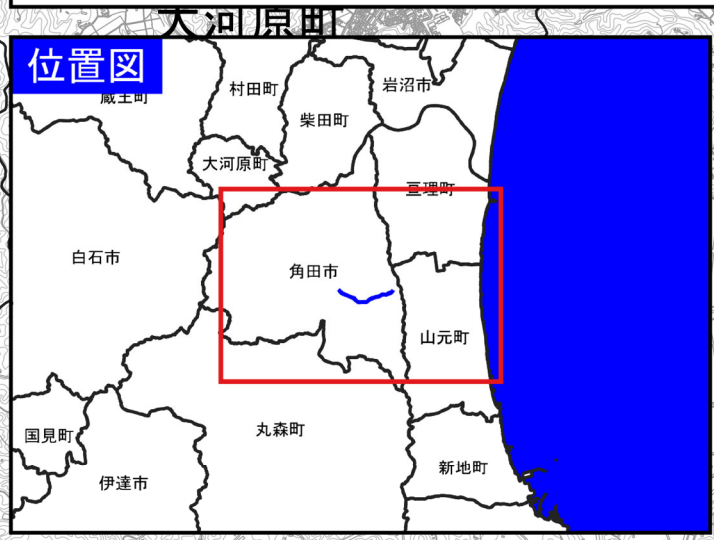 大河原町
位置図
蔵王町
村田町
岩沼市
柴田町
大河原町
亘理町
白石市
角田市
山元町
国見町
丸森町
伊達市
新地町